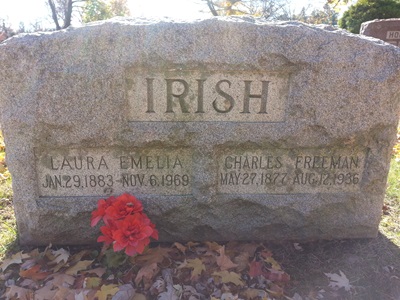 IRISH
LAURA EMELIA
JAN. 29, 1883 - NOV. 6, 1969
CHARLES FREEMAN
MAY 27, 1877 - AUG. 12, 1936